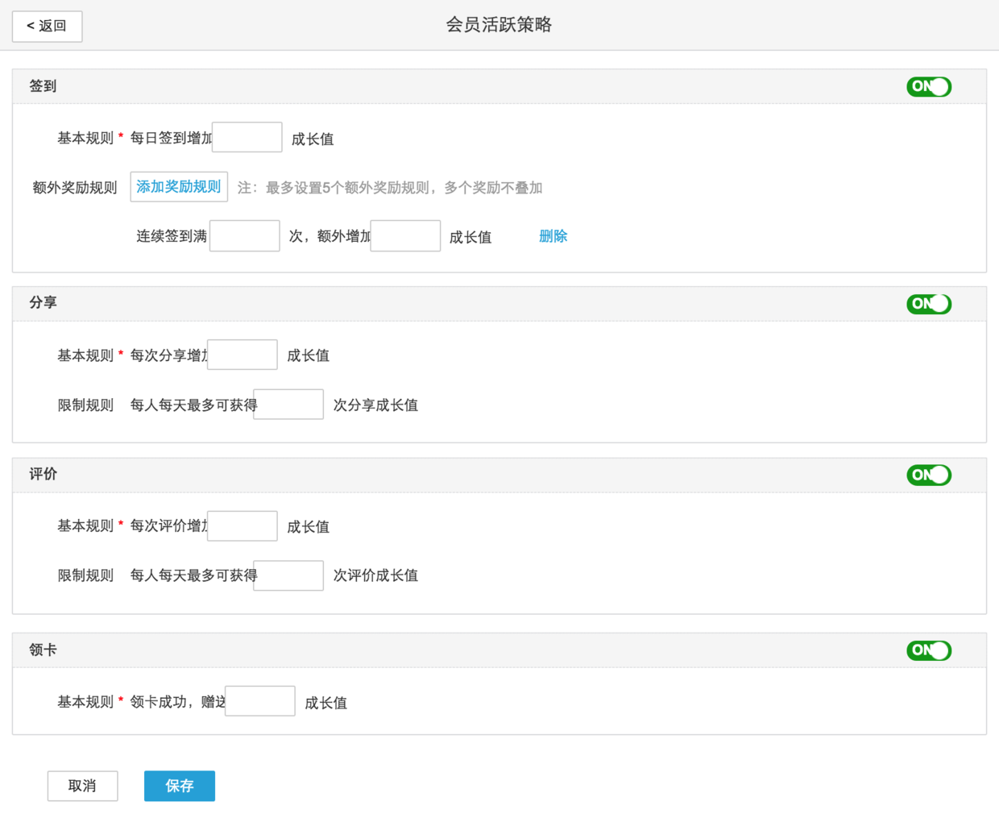 < 返回
会员活跃策略
签到
ON
基本规则 * 每日签到增加 成长值
额外奖励规则 添加奖励规则 注：最多设置5个额外奖励规则，多个奖励不叠加
连续签到满 次，额外增加 成长值 删除
分享
ON
基本规则 * 每次分享增加 成长值
限制规则 每人每天最多可获得 次分享成长值
评价
ON
基本规则 * 每次评价增加 成长值
限制规则 每人每天最多可获得 次评价成长值
领卡
ON
基本规则 * 领卡成功，赠送 成长值
取消 保存